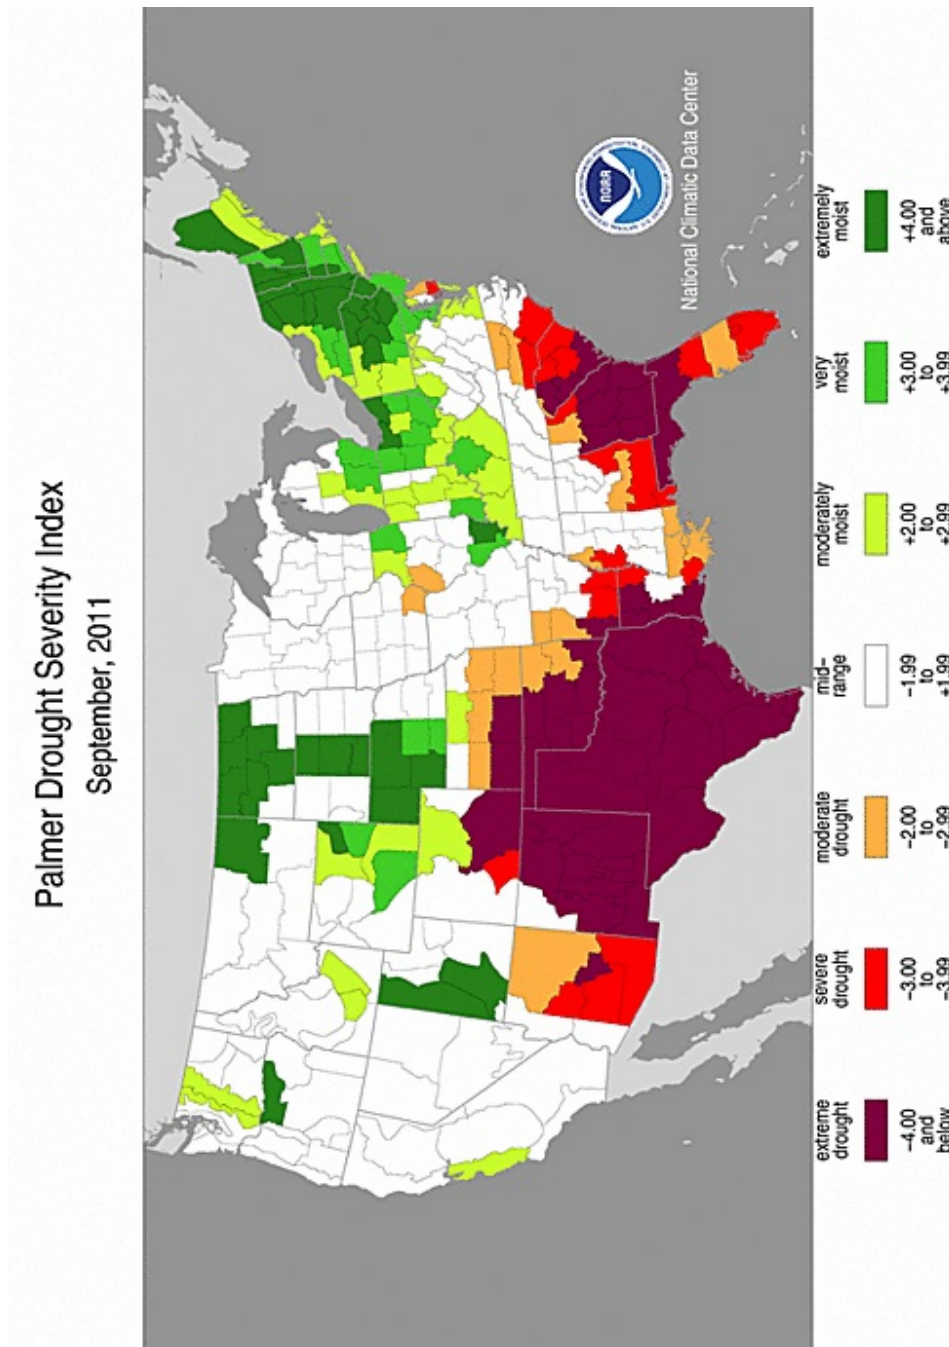 Palmer Drought Severity Index
September, 2011
NOAA
National Climatic Data Center
extreme
drought
severe
drought
moderate
drought
mid-
range
moderately
moist
very
moist
extremely
moist
-4.00
and
below
-3.00
to
-3.99
-2.00
to
-2.99
-1.99
to
+1.99
+2.00
to
+2.99
+3.00
to
+3.99
+4.00
and
above